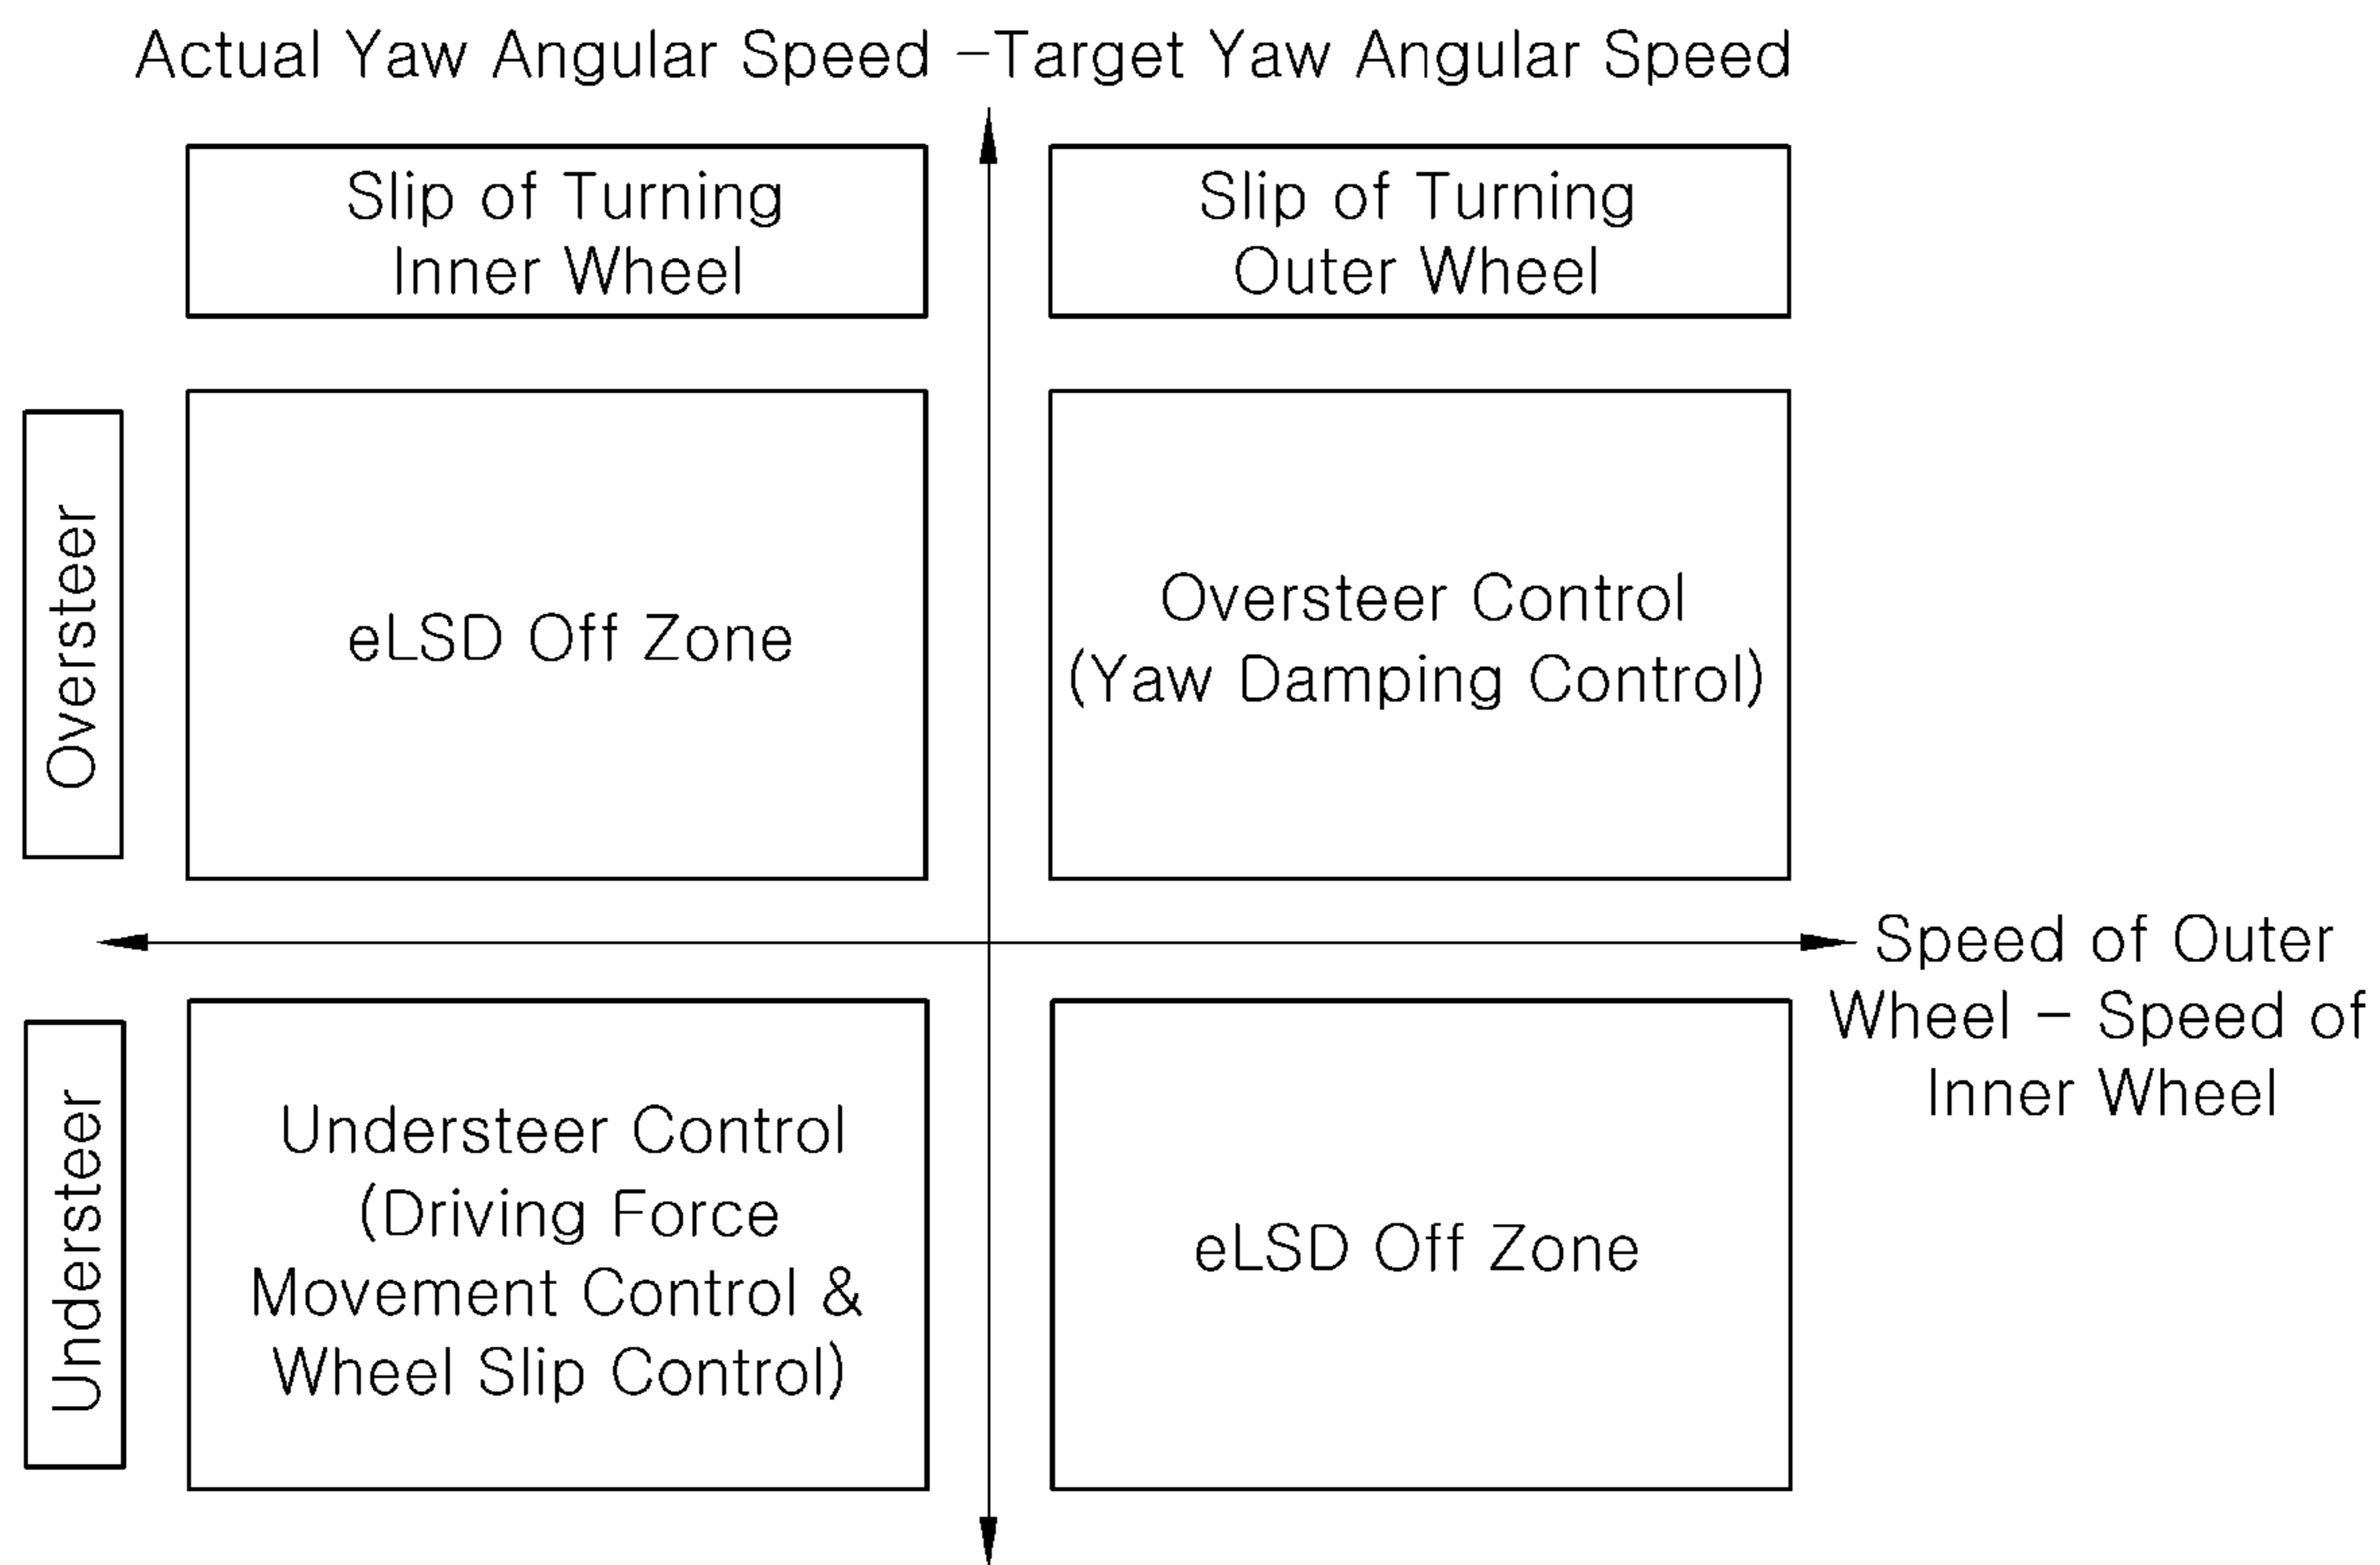 Actual Yaw Angular Speed –Target Yaw Angular Speed
Slip of Turning
Inner Wheel
Slip of Turning
Outer Wheel
Oversteer
eLSD Off Zone
Oversteer Control
(Yaw Damping Control)
Speed of Outer
Wheel – Speed of
Inner Wheel
Understeer
Understeer Control
(Driving Force
Movement Control &
Wheel Slip Control)
eLSD Off Zone